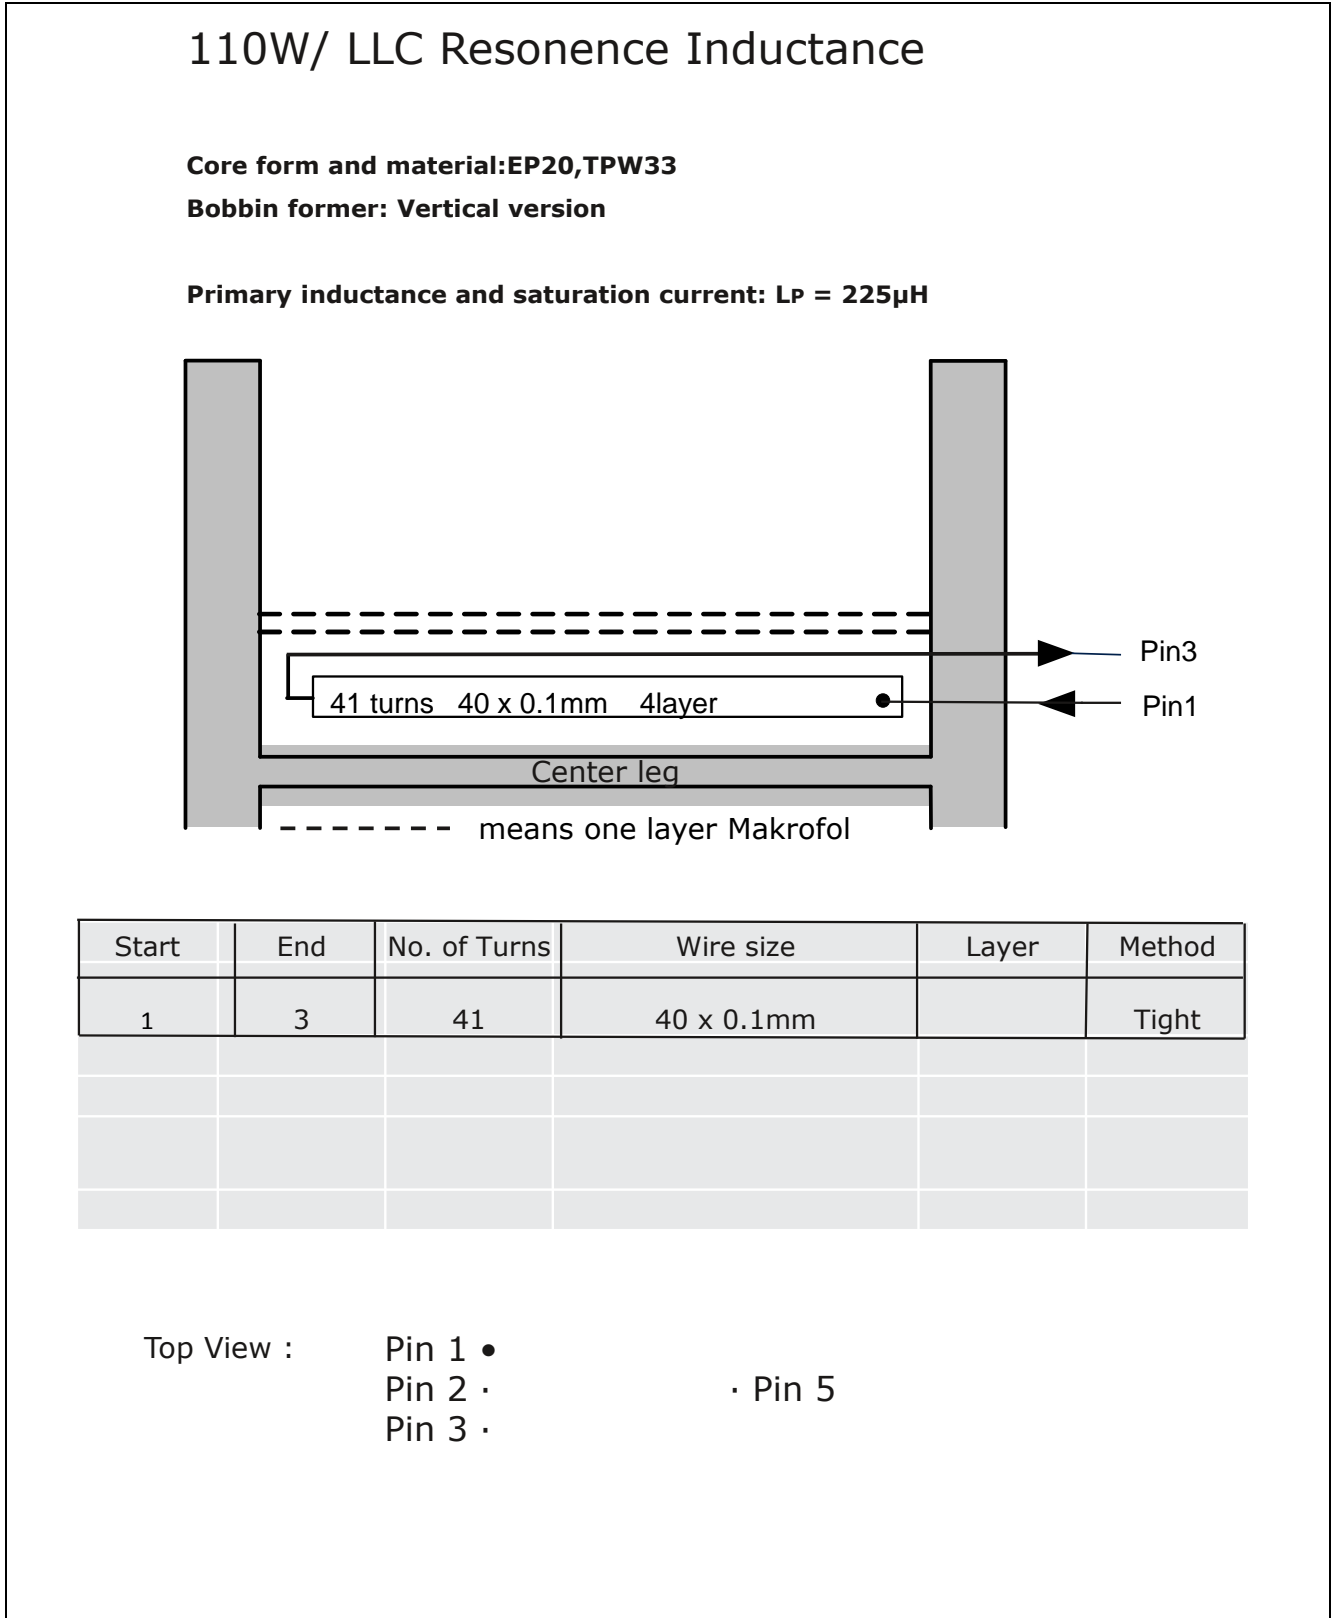 110W/ LLC Resonence Inductance
Core form and material:EP20,TPW33
Bobbin former: Vertical version
Primary inductance and saturation current: LP = 225µH
Pin3
41 turns 40 x 0.1mm 4layer
Pin1
Center leg
means one layer Makrofol
Start End No. of Turns Wire size Layer Method
1 3 41 40 x 0.1mm Tight
Top View : Pin 1 •
Pin 2 · · Pin 5
Pin 3 ·